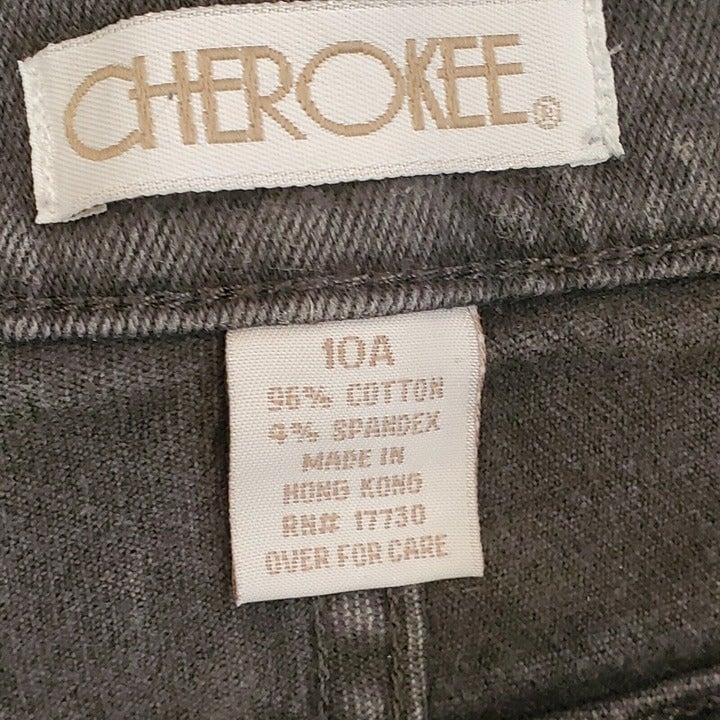 CHEROKEE®
10A
96% COTTON
4% SPANDEX
MADE IN
HONG KONG
RN# 17730
OVER FOR CARE